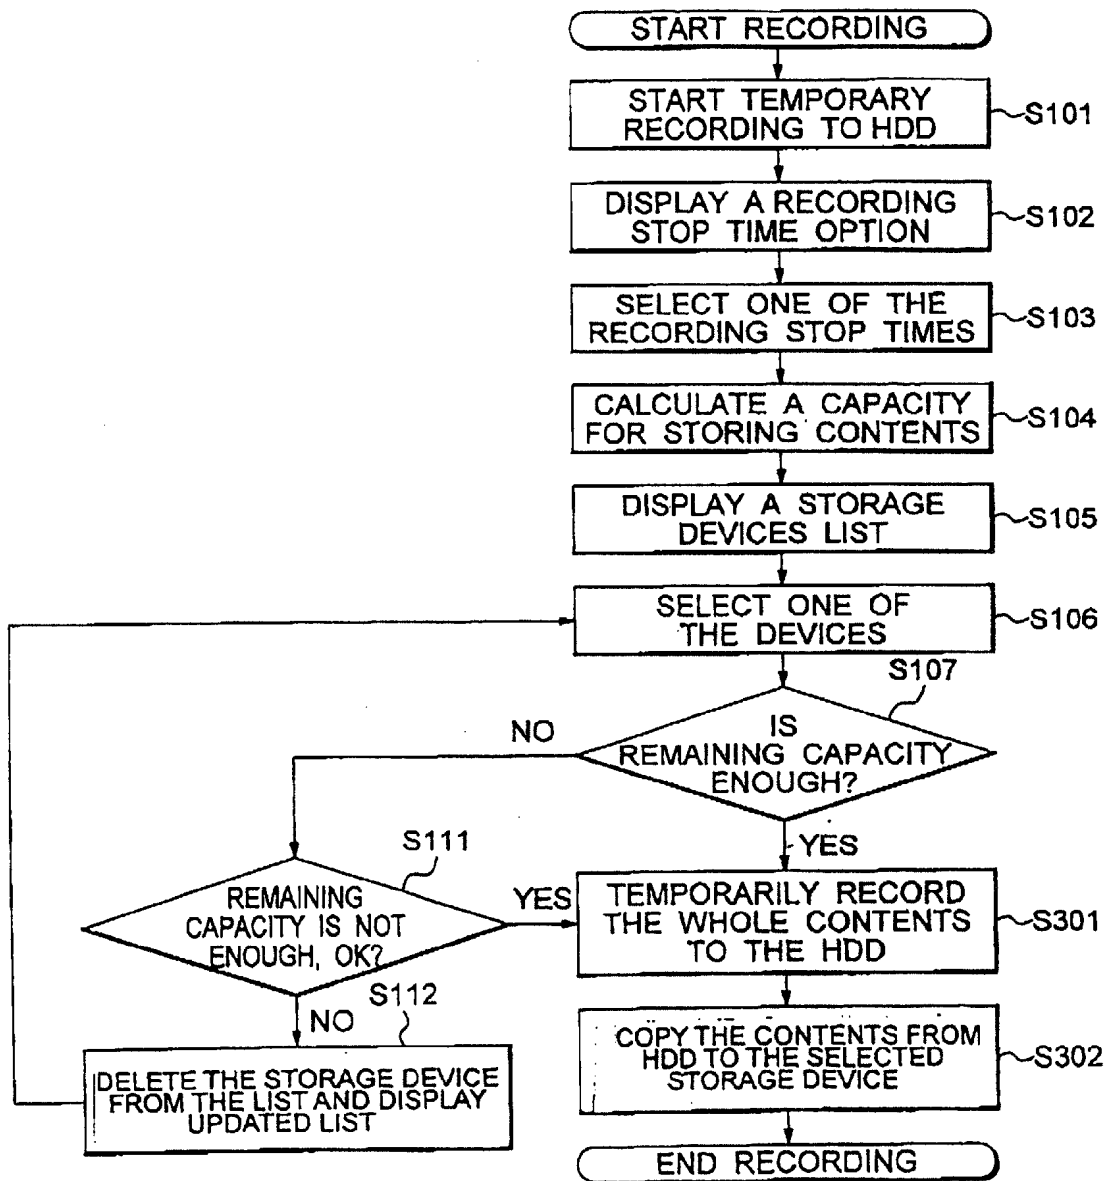 START RECORDING
START TEMPORARY
RECORDING TO HDD
S101
DISPLAY A RECORDING
STOP TIME OPTION
S102
SELECT ONE OF THE
RECORDING STOP TIMES
S103
CALCULATE A CAPACITY
FOR STORING CONTENTS
S104
DISPLAY A STORAGE
DEVICES LIST
S105
SELECT ONE OF
THE DEVICES
S106
S107
IS
REMAINING CAPACITY
ENOUGH?
NO
YES
S111
REMAINING
CAPACITY IS NOT
ENOUGH, OK?
YES
NO
TEMPORARILY RECORD
THE WHOLE CONTENTS
TO THE HDD
S301
S112
DELETE THE STORAGE DEVICE
FROM THE LIST AND DISPLAY
UPDATED LIST
COPY THE CONTENTS FROM
HDD TO THE SELECTED
STORAGE DEVICE
S302
END RECORDING